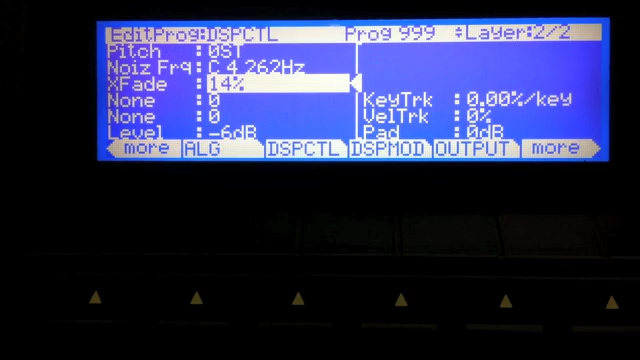 EditProg:DSPCTL Prog 999 ÷Layer:2/2
Pitch :0ST
Noiz Frq:C 4 262Hz
XFade :14%
None :0 KeyTrk :0.00%/key
None :0 VelTrk :0%
Level :-6dB Pad :0dB
more ALG DSPCTL DSPMOD OUTPUT more